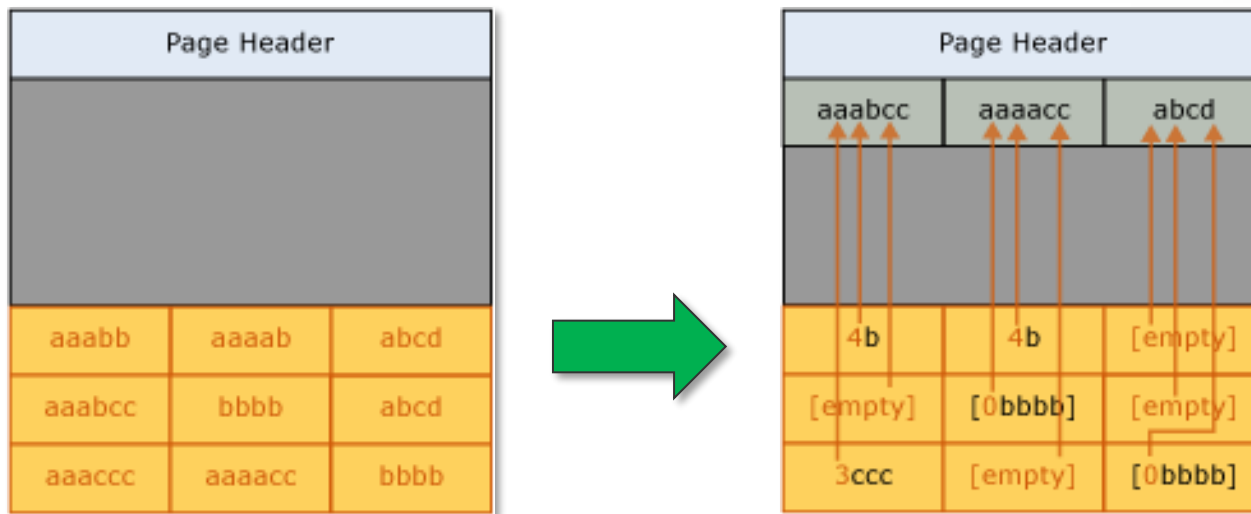 Page Header
aaabb aaaab abcd
aaabcc bbbb abcd
aaaccc aaaacc bbbb
Page Header
aaabcc aaaacc abcd
4b 4b [empty]
[empty] [0bbbb] [empty]
3ccc [empty] [0bbbb]